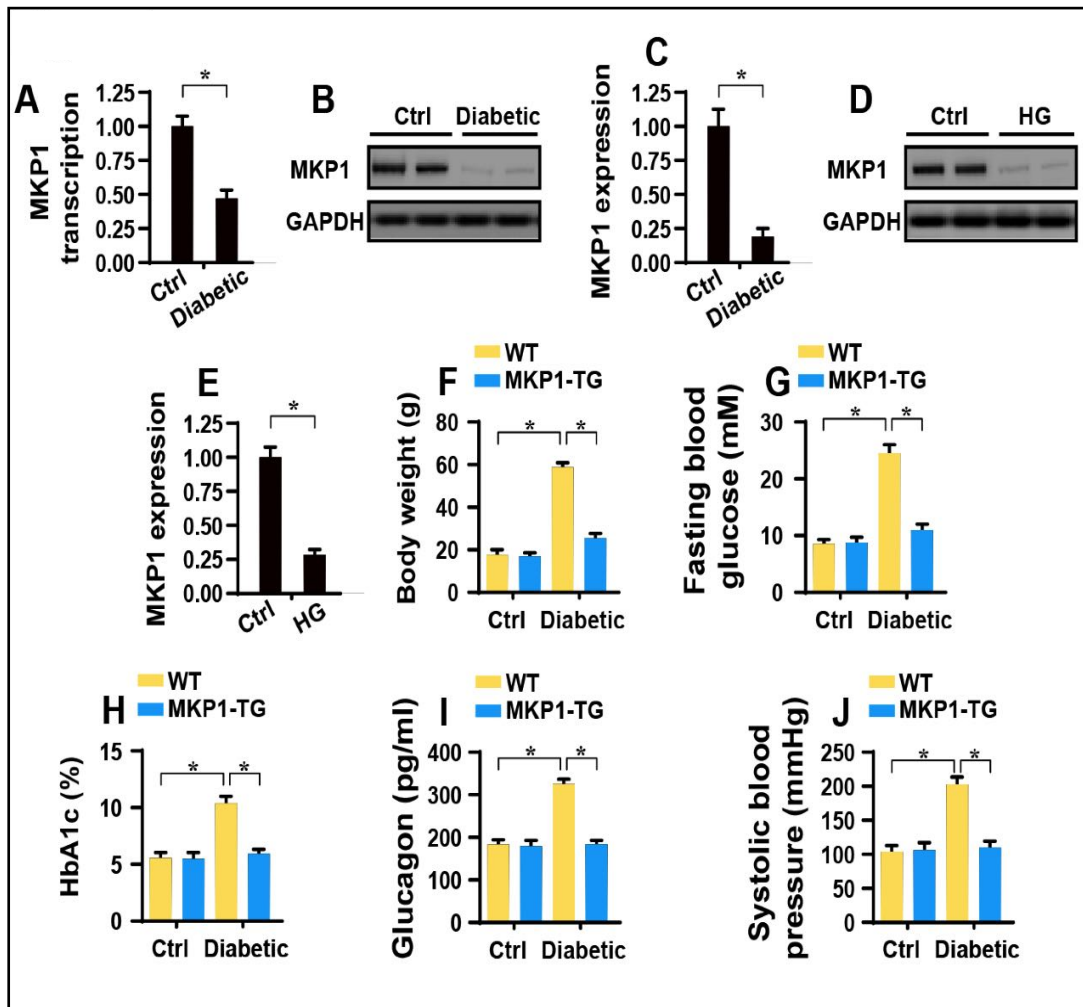 A
MKP1
transcription
1.25
1.00
0.75
0.50
0.25
0.00
*
Ctrl
Diabetic
B
Ctrl Diabetic
MKP1
GAPDH
C
MKP1 expression
1.25
1.00
0.75
0.50
0.25
0.00
*
Ctrl
Diabetic
D
Ctrl HG
MKP1
GAPDH
E
MKP1 expression
1.25
1.00
0.75
0.50
0.25
0.00
*
Ctrl
HG
WT
MKP1-TG
F
Body weight (g)
80
60
40
20
0
* *
Ctrl Diabetic
WT
MKP1-TG
G
Fasting blood
glucose (mM)
30
20
10
0
* *
Ctrl Diabetic
WT
MKP1-TG
H
HbA1c (%)
15
10
5
0
* *
Ctrl Diabetic
WT
MKP1-TG
I
Glucagon (pg/ml)
400
300
200
100
0
* *
Ctrl Diabetic
WT
MKP1-TG
J
Systolic blood
pressure (mmHg)
250
200
150
100
50
0
* *
Ctrl Diabetic